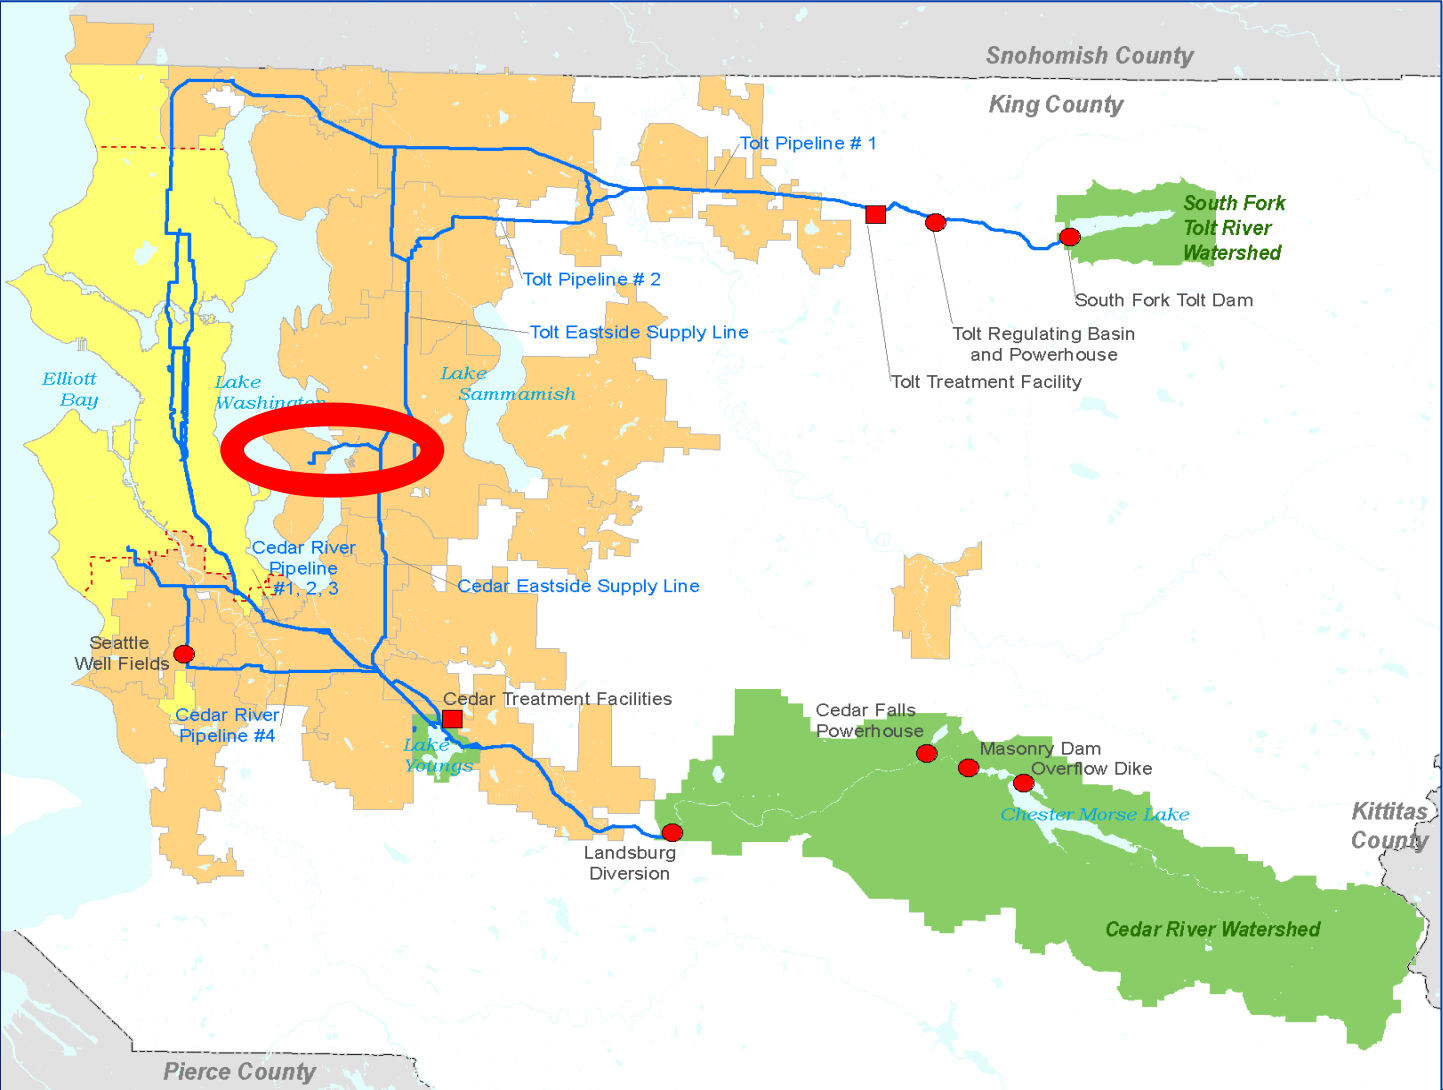 Snohomish County
King County
Tolt Pipeline # 1
South Fork
Tolt River
Watershed
Tolt Pipeline # 2
South Fork Tolt Dam
Tolt Eastside Supply Line
Tolt Regulating Basin
and Powerhouse
Tolt Treatment Facility
Elliott
Bay
Lake
Washington
Lake
Sammamish
Cedar River
Pipeline
#1, 2, 3
Cedar Eastside Supply Line
Seattle
Well Fields
Cedar River
Pipeline #4
Cedar Treatment Facilities
Lake
Youngs
Cedar Falls
Powerhouse
Masonry Dam
Overflow Dike
Chester Morse Lake
Kittitas
County
Landsburg
Diversion
Cedar River Watershed
Pierce County